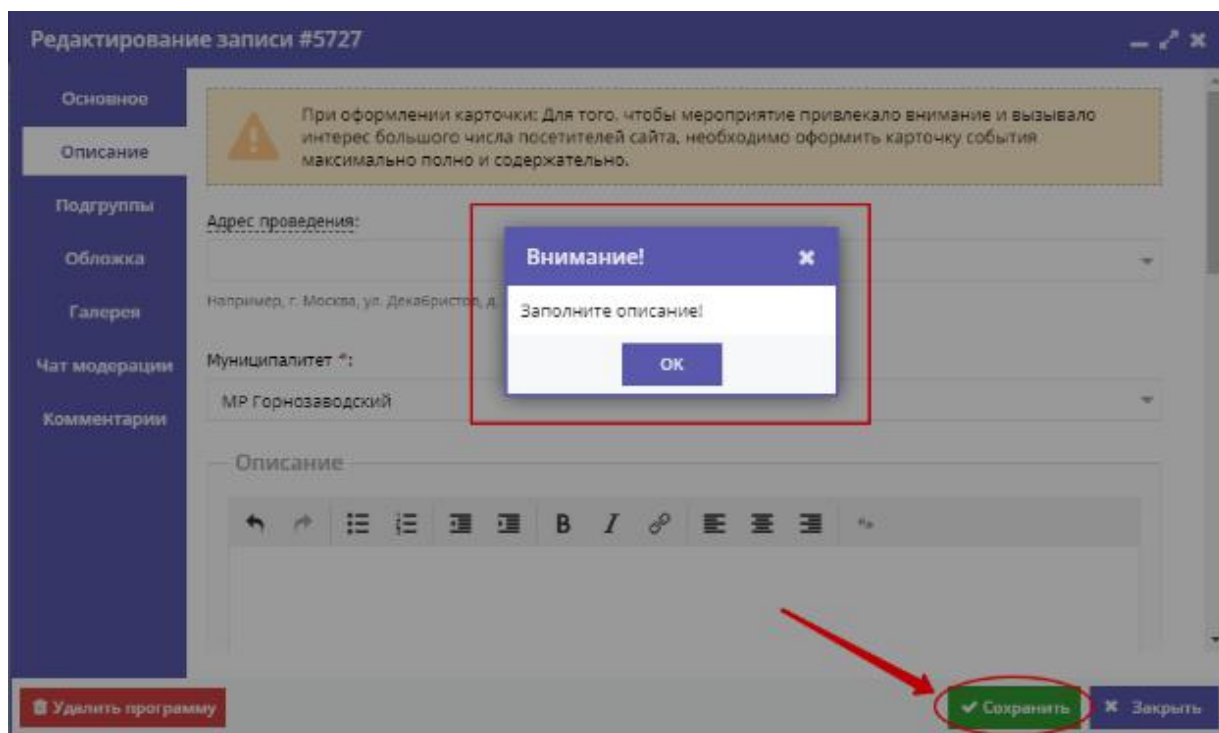 Редактирование записи #5727
Основное
При оформлении карточки: Для того, чтобы мероприятие привлекало внимание и вызывало
интерес большого числа посетителей сайта, необходимо оформить карточку события
максимально полно и содержательно.
Описание
Подгруппы
Адрес проведения:
Обложка
Внимание!
Галерея
Например, г. Москва, ул. Декабристов, д.
Заполните описание!
ОК
Чат модерации
Муниципалитет *:
МР Горнозаводский
Комментарии
Описание
B I
Удалить программу
Сохранить
Закрыть